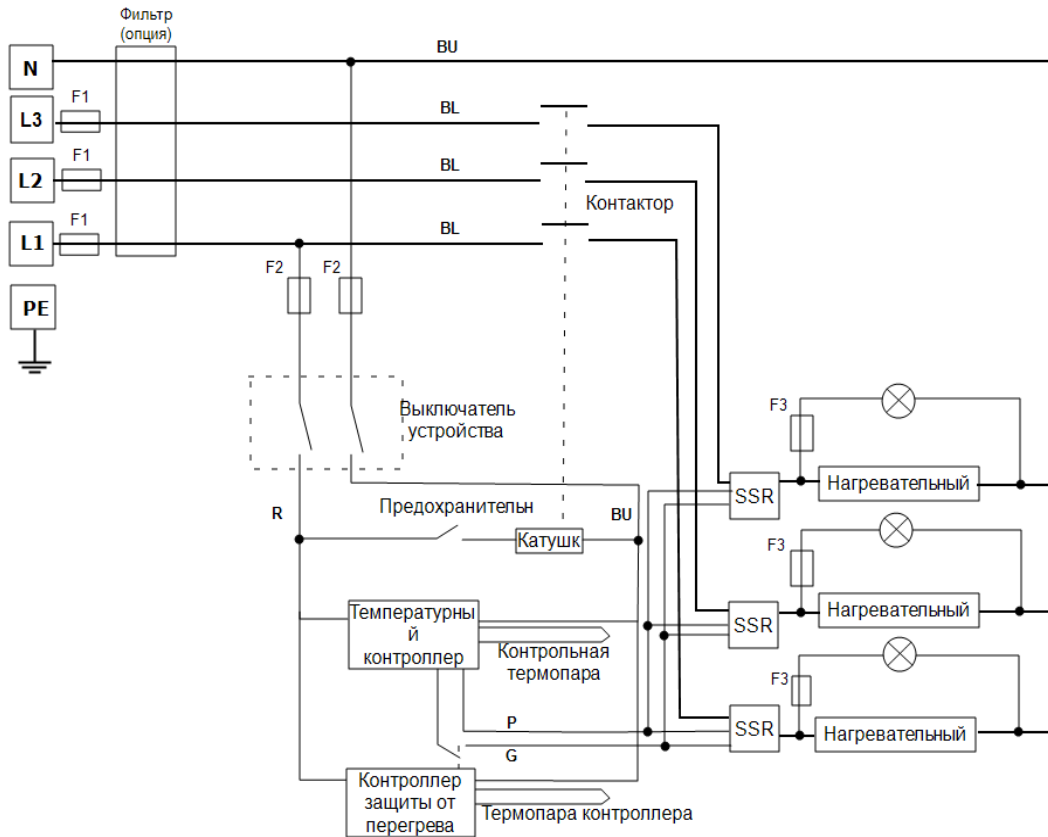 Фильтр
(опция)
N
BU
F1
L3
BL
F1
L2
BL
Контактор
F1
L1
BL
F2
F2
PE
Выключатель
устройства
F3
SSR
Нагревательный
R
Предохранительн
BU
Катушк
F3
SSR
Нагревательный
Температурны
й
контроллер
Контрольная
термопара
F3
SSR
Нагревательный
P
G
Контроллер
защиты от
перегрева
Термопара контроллера